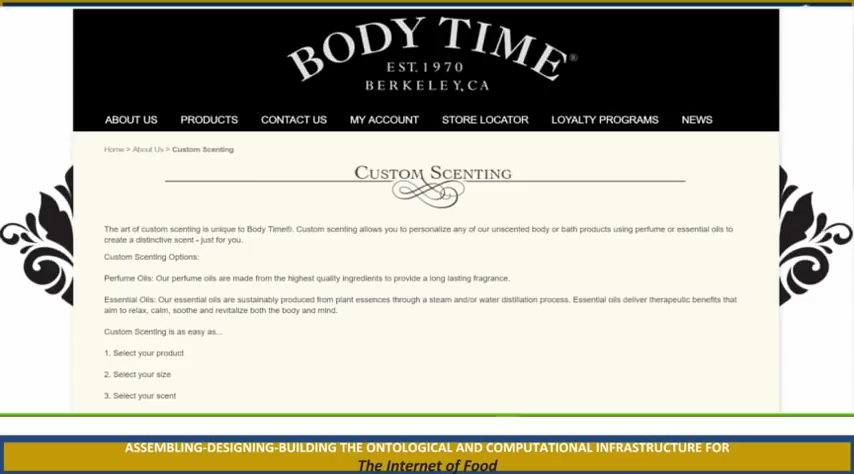 BODY TIME®
EST. 1970
BERKELEY, CA
ABOUT US PRODUCTS CONTACT US MY ACCOUNT STORE LOCATOR LOYALTY PROGRAMS NEWS
Home > About Us > Custom Scenting
CUSTOM SCENTING
The art of custom scenting is unique to Body Time®. Custom scenting allows you to personalize any of our unscented body or bath products using perfume or essential oils to
create a distinctive scent - just for you.
Custom Scenting Options:
Perfume Oils: Our perfume oils are made from the highest quality ingredients to provide a long lasting fragrance.
Essential Oils: Our essential oils are sustainably produced from plant essences through a steam and/or water distillation process. Essential oils deliver therapeutic benefits that
aim to relax, calm, soothe and revitalize both the body and mind.
Custom Scenting is as easy as...
1. Select your product
2. Select your size
3. Select your scent
ASSEMBLING-DESIGNING-BUILDING THE ONTOLOGICAL AND COMPUTATIONAL INFRASTRUCTURE FOR
The Internet of Food